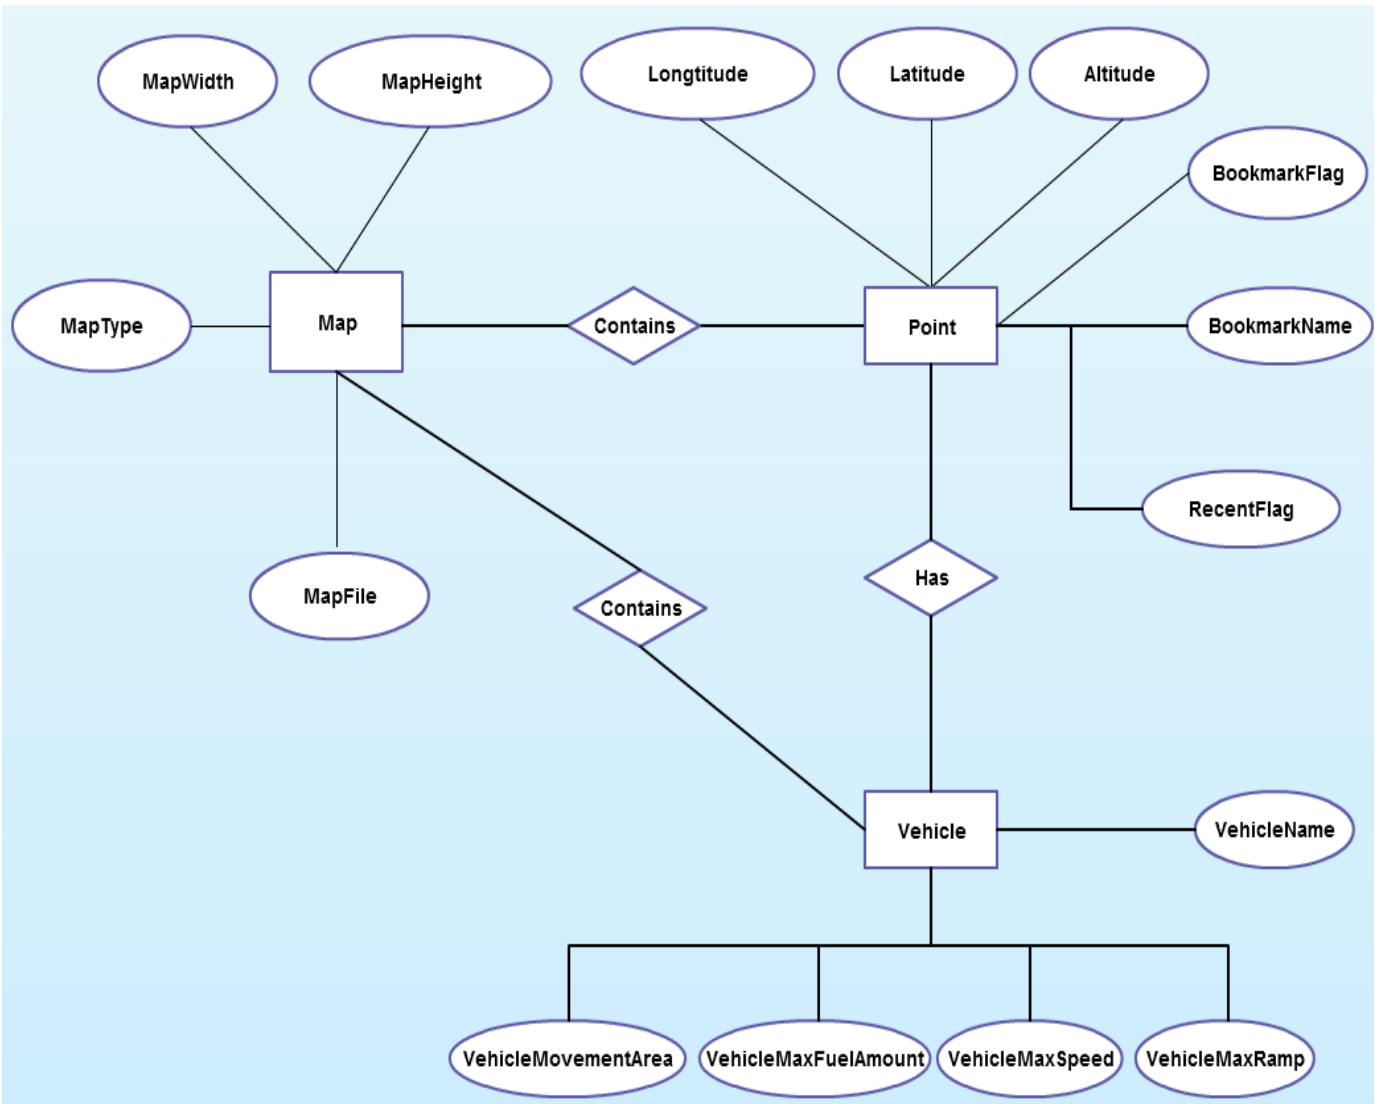 MapWidth
MapHeight
Longtitude
Latitude
Altitude
BookmarkFlag
MapType
Map
Contains
Point
BookmarkName
RecentFlag
Has
MapFile
Contains
Vehicle
VehicleName
VehicleMovementArea
VehicleMaxFuelAmount
VehicleMaxSpeed
VehicleMaxRamp